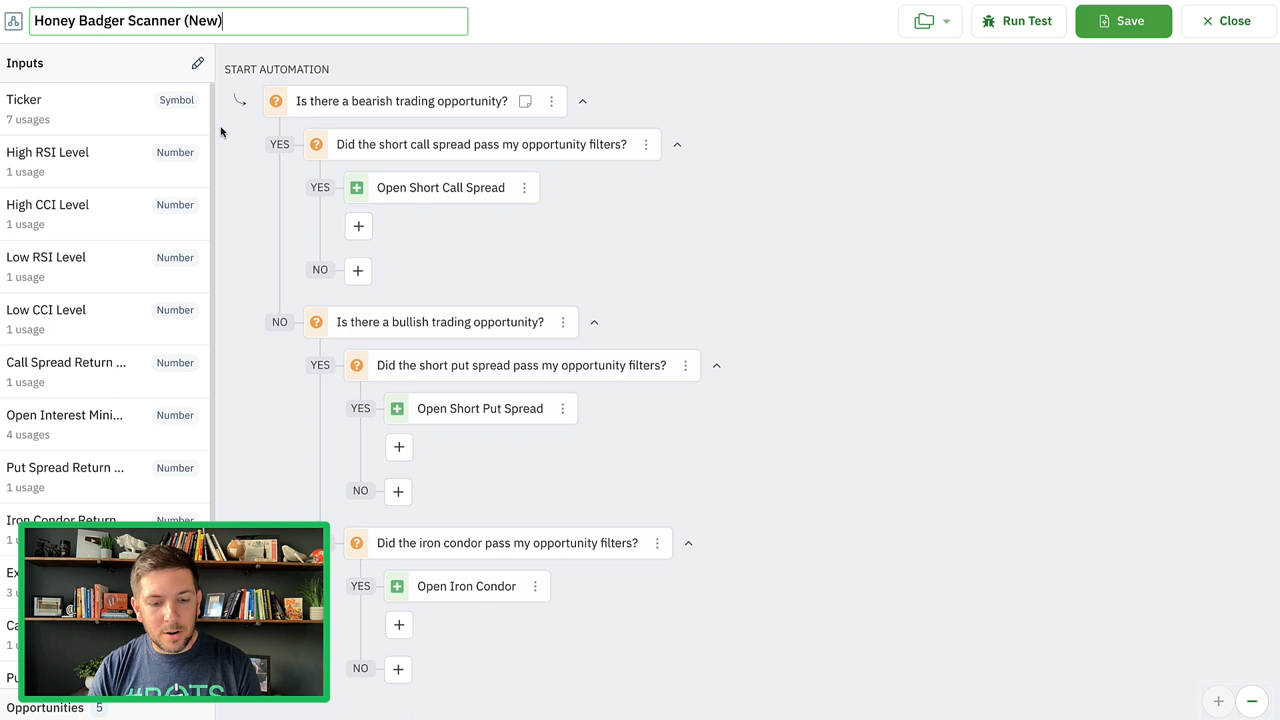 Honey Badger Scanner (New)
Run Test
Save
Close
Inputs
Ticker
Symbol
7 usages
High RSI Level
Number
1 usage
High CCI Level
Number
1 usage
Low RSI Level
Number
1 usage
Low CCI Level
Number
1 usage
Call Spread Return ...
Number
1 usage
Open Interest Mini...
Number
4 usages
Put Spread Return ...
Number
1 usage
Iron Condor Return
Number
Opportunities 5
START AUTOMATION
Is there a bearish trading opportunity?
YES
Did the short call spread pass my opportunity filters?
YES
Open Short Call Spread
NO
NO
Is there a bullish trading opportunity?
YES
Did the short put spread pass my opportunity filters?
YES
Open Short Put Spread
NO
Did the iron condor pass my opportunity filters?
YES
Open Iron Condor
NO